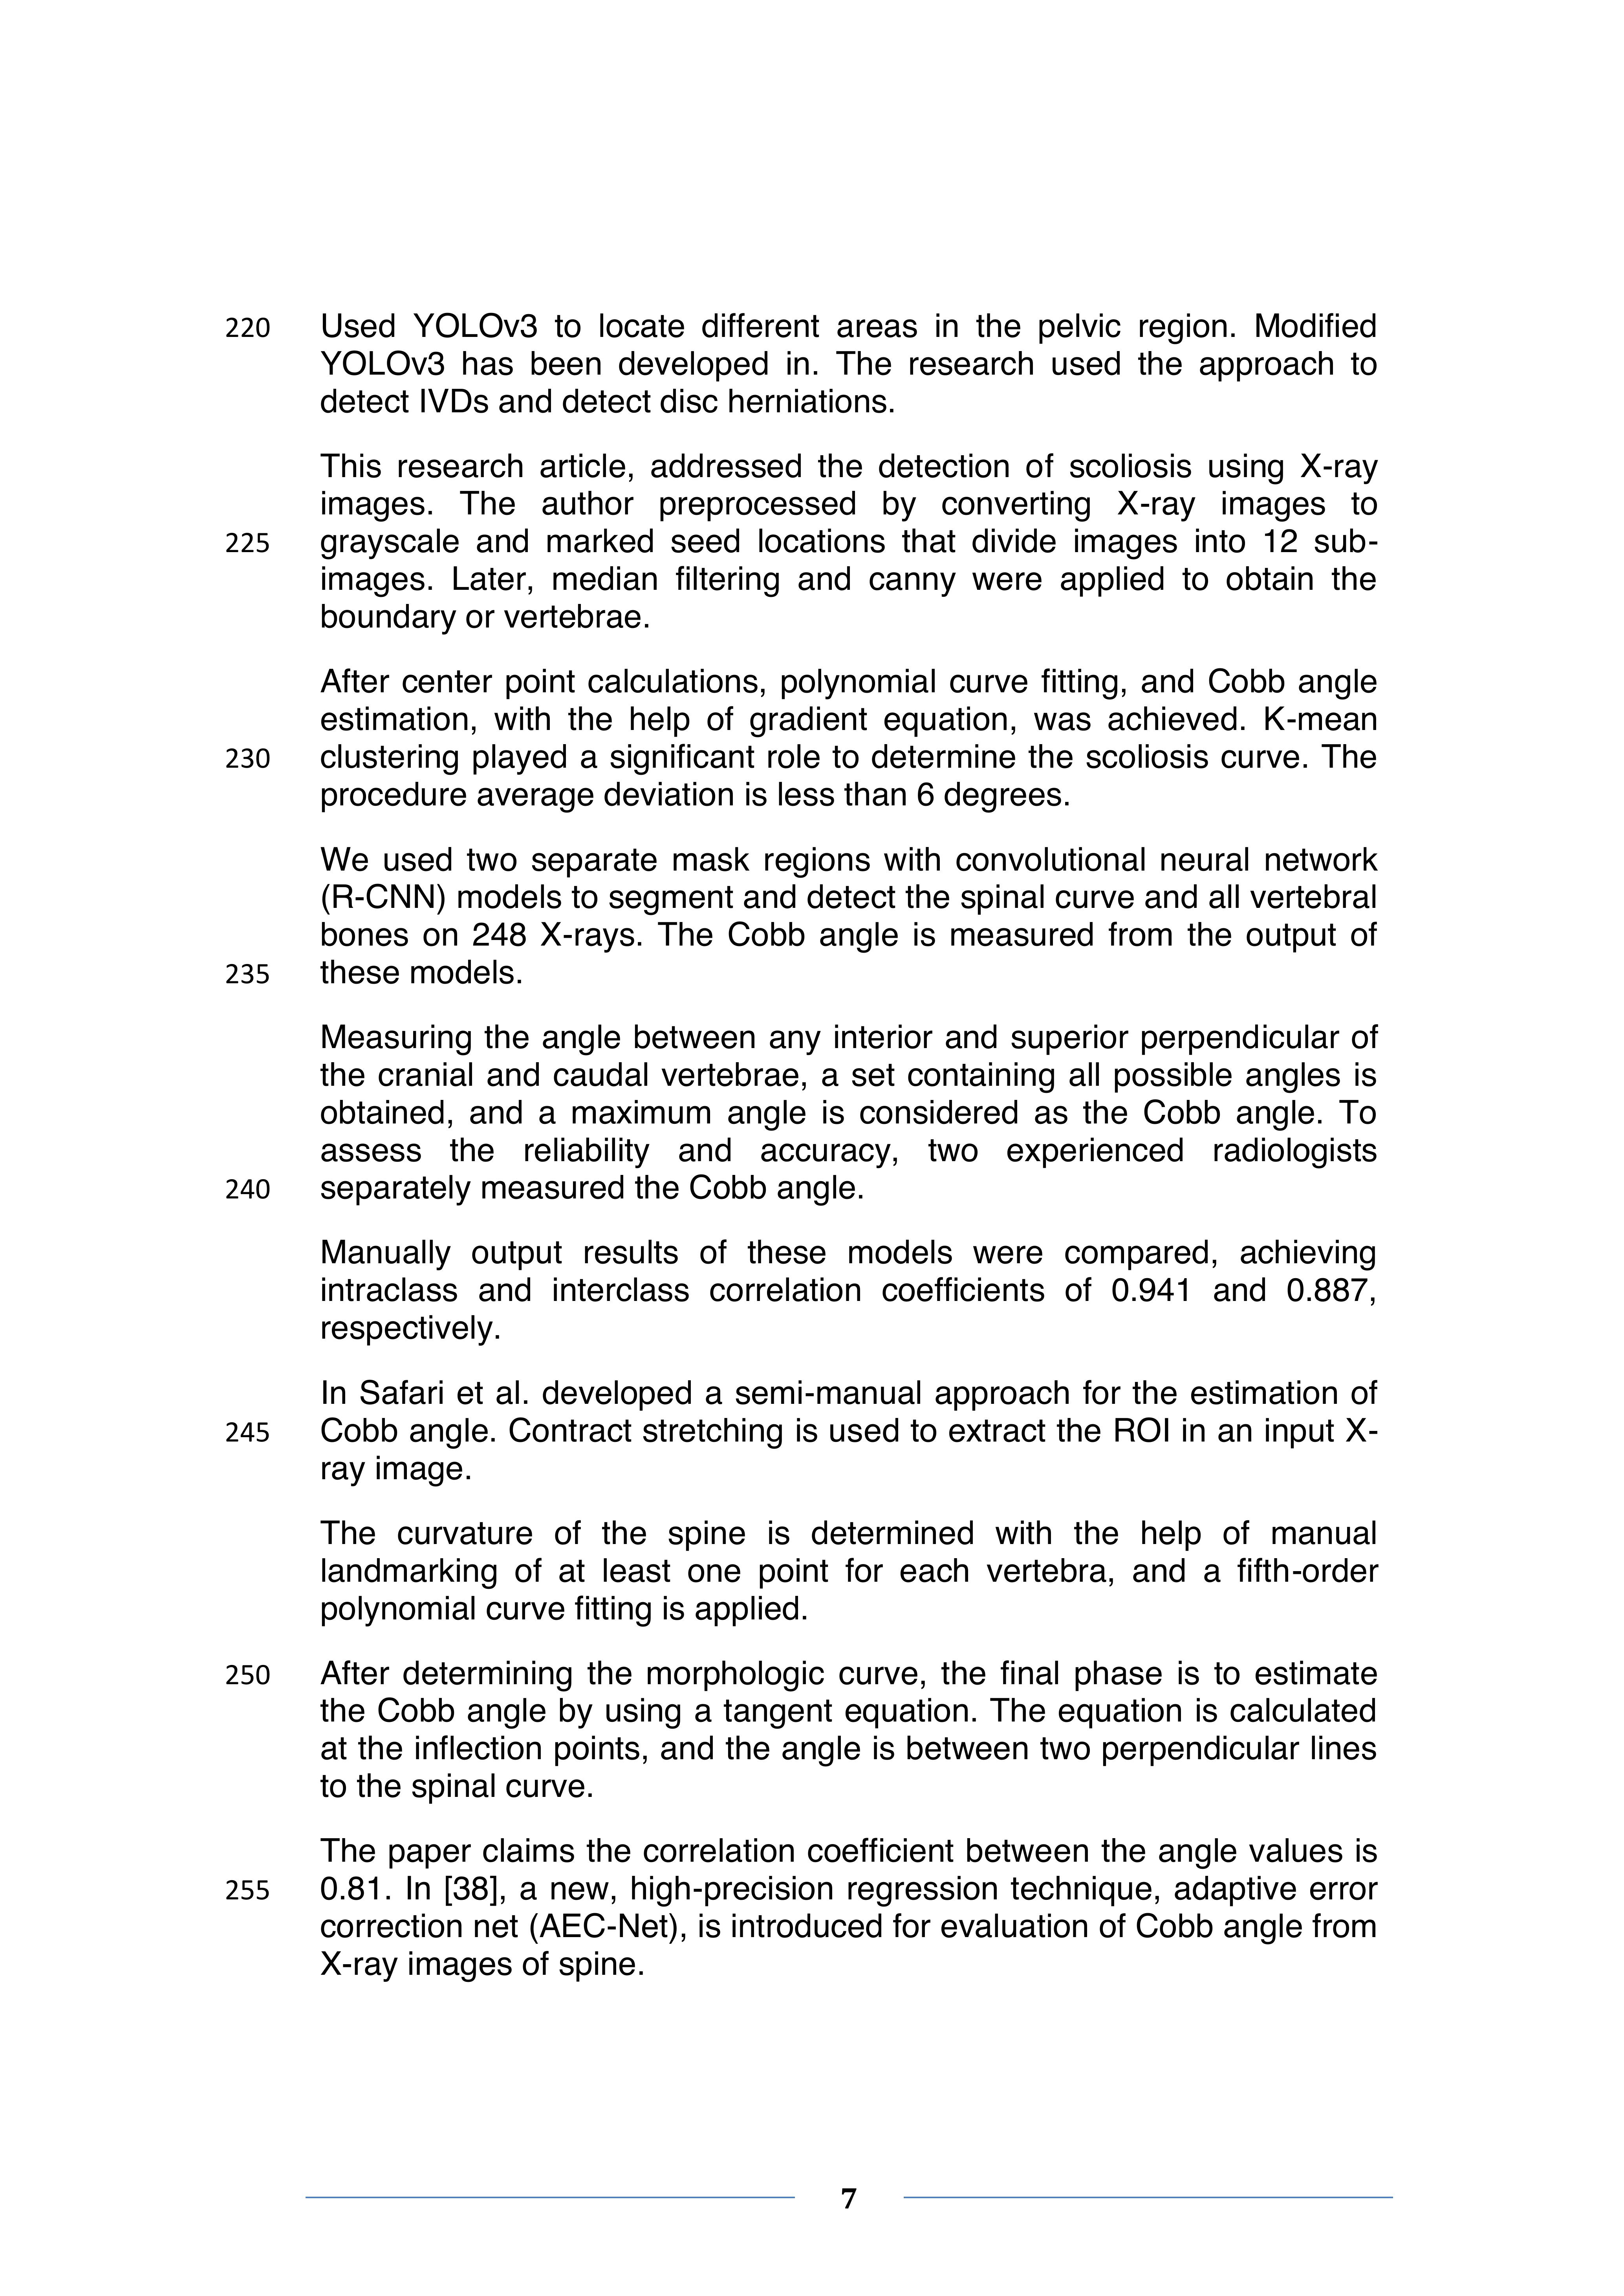 220 Used YOLOv3 to locate different areas in the pelvic region. Modified
YOLOv3 has been developed in. The research used the approach to
detect IVDs and detect disc herniations.
This research article, addressed the detection of scoliosis using X-ray
images. The author preprocessed by converting X-ray images to
225 grayscale and marked seed locations that divide images into 12 sub-
images. Later, median filtering and canny were applied to obtain the
boundary or vertebrae.
After center point calculations, polynomial curve fitting, and Cobb angle
estimation, with the help of gradient equation, was achieved. K-mean
230 clustering played a significant role to determine the scoliosis curve. The
procedure average deviation is less than 6 degrees.
We used two separate mask regions with convolutional neural network
(R-CNN) models to segment and detect the spinal curve and all vertebral
bones on 248 X-rays. The Cobb angle is measured from the output of
235 these models.
Measuring the angle between any interior and superior perpendicular of
the cranial and caudal vertebrae, a set containing all possible angles is
obtained, and a maximum angle is considered as the Cobb angle. To
assess the reliability and accuracy, two experienced radiologists
240 separately measured the Cobb angle.
Manually output results of these models were compared, achieving
intraclass and interclass correlation coefficients of 0.941 and 0.887,
respectively.
In Safari et al. developed a semi-manual approach for the estimation of
245 Cobb angle. Contract stretching is used to extract the ROI in an input X-
ray image.
The curvature of the spine is determined with the help of manual
landmarking of at least one point for each vertebra, and a fifth-order
polynomial curve fitting is applied.
250 After determining the morphologic curve, the final phase is to estimate
the Cobb angle by using a tangent equation. The equation is calculated
at the inflection points, and the angle is between two perpendicular lines
to the spinal curve.
The paper claims the correlation coefficient between the angle values is
255 0.81. In [38], a new, high-precision regression technique, adaptive error
correction net (AEC-Net), is introduced for evaluation of Cobb angle from
X-ray images of spine.
7